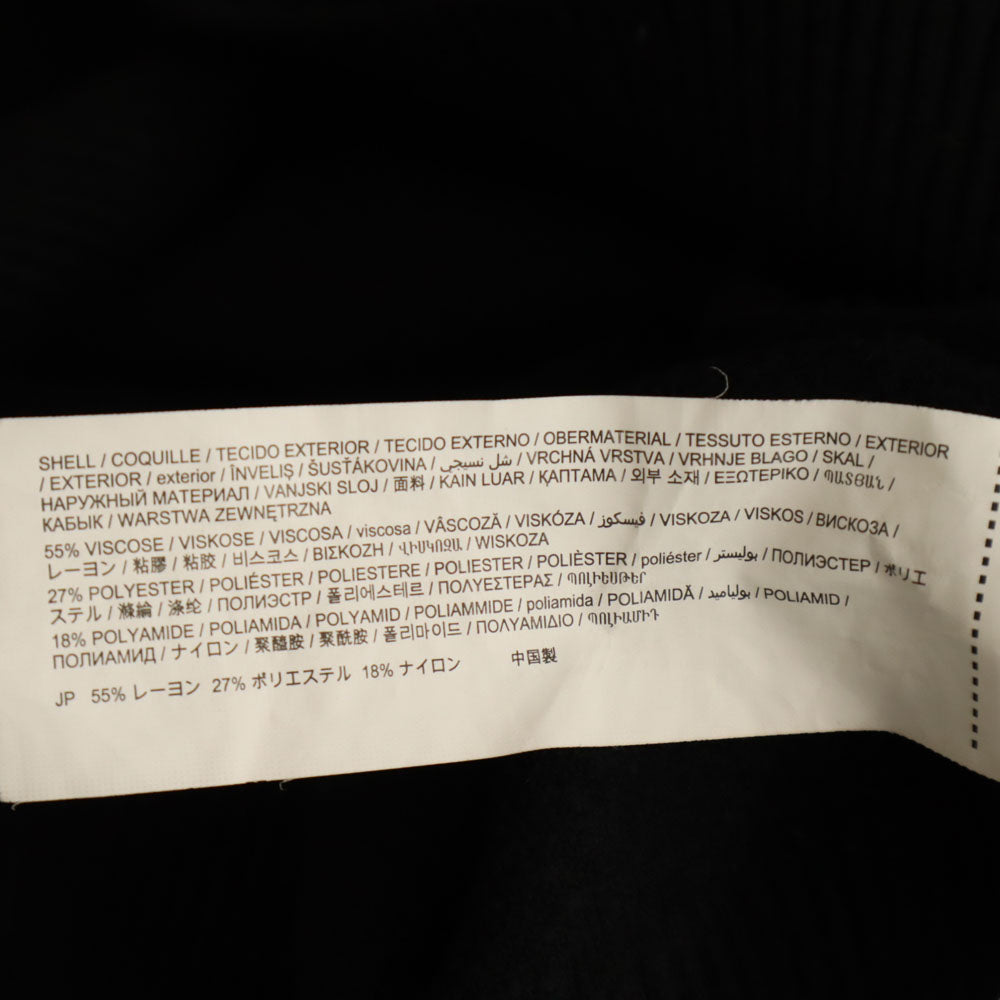 SHELL / COQUILLE / TECIDO EXTERIOR / TECIDO EXTERNO / OBERMATERIAL / TESSUTO ESTERNO / EXTERIOR
/ EXTERIOR / exterior / ÎNVELIȘ / ŠUSŤÁKOVINA / شل نسيجي / VRCHNÁ VRSTVA / VRHNJE BLAGO / SKAL /
НАРУЖНЫЙ МАТЕРИАЛ / VANJSKI SLOJ / 面料 / KAIN LUAR / ҚАПТАМА / 외부 소재 / ΕΞΩΤΕΡΙΚΟ / ՊԱՏՅԱՆ /
КАБЫК / WARSTWA ZEWNĘTRZNA
55% VISCOSE / VISKOSE / VISCOSA / viscosa / VÂSCOZĂ / VISKÓZA / فيسكوز / VISKOZA / VISKOS / ВИСКОЗА /
レーヨン / 粘膠 / 粘胶 / 비스코스 / ΒΙΣΚΟΖΗ / ՎԻՍԿՈԶԱ / WISKOZA
27% POLYESTER / POLIÉSTER / POLIESTERE / POLIESTER / POLIÈSTER / poliéster / بوليستر / ПОЛИЭСТЕР / ポリエ
ステル / 滌綸 / 涤纶 / ПОЛИЭСТР / 폴리에스테르 / ΠΟΛΥΕΣΤΕΡΑΣ / ՊՈԼԻԵՍԹԵՐ
18% POLYAMIDE / POLIAMIDA / POLYAMID / POLIAMMIDE / poliamida / POLIAMIDĂ / بولياميد / POLIAMID /
ПОЛИАМИД / ナイロン / 聚醯胺 / 聚酰胺 / 폴리마이드 / ΠΟΛΥΑΜΙΔΙΟ / ՊՈԼԻԱՄԻԴ
JP 55% レーヨン 27% ポリエステル 18% ナイロン 中国製